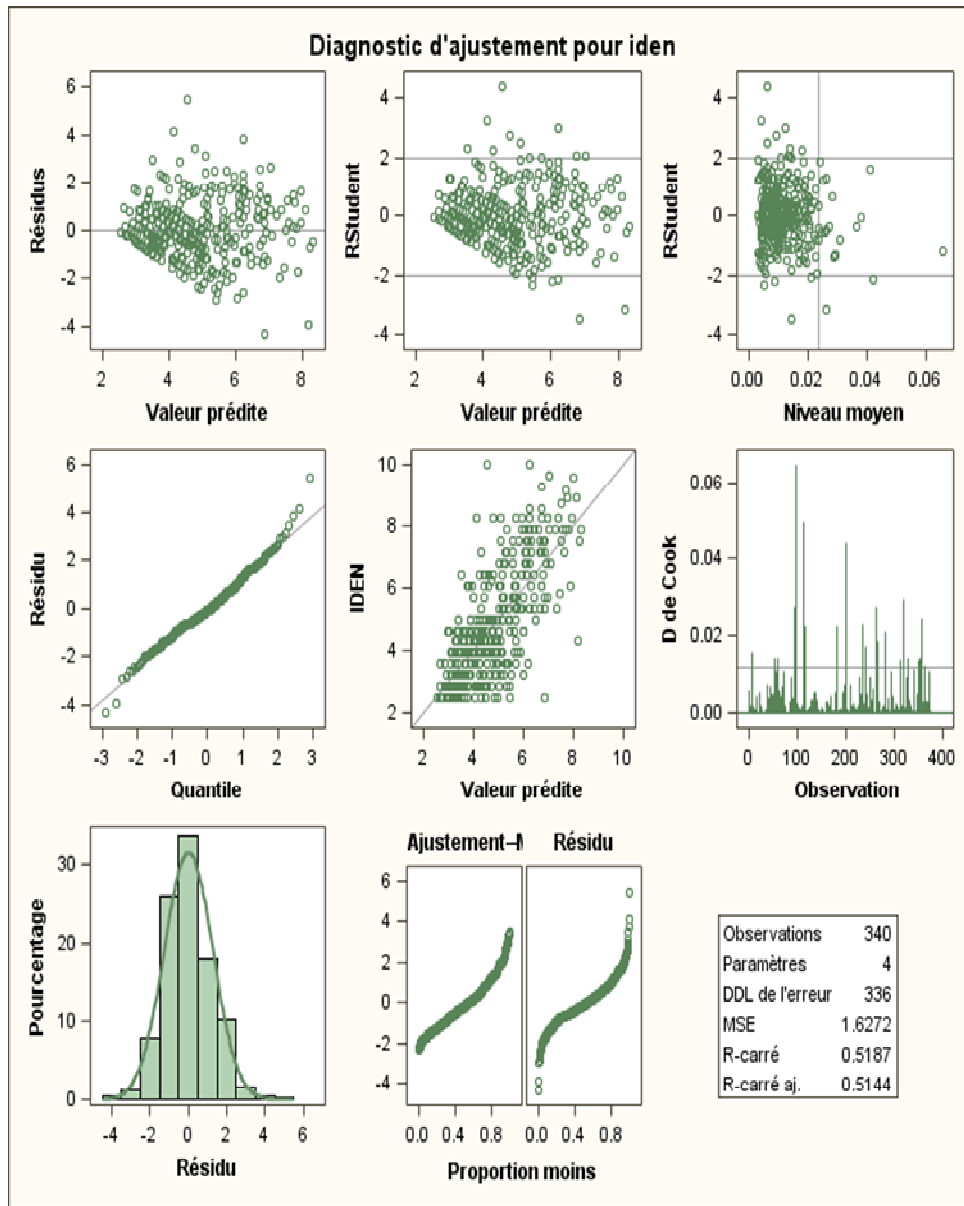 Diagnostic d'ajustement pour iden
Résidus
6
4
2
0
-2
-4
2 4 6 8
Valeur prédite
RStudent
4
2
0
-2
-4
2 4 6 8
Valeur prédite
RStudent
4
2
0
-2
-4
0.00 0.02 0.04 0.06
Niveau moyen
Résidu
6
4
2
0
-2
-4
-3 -2 -1 0 1 2 3
Quantile
IDEN
10
8
6
4
2
2 4 6 8 10
Valeur prédite
D de Cook
0.06
0.04
0.02
0.00
0 100 200 300 400
Observation
Pourcentage
30
20
10
0
-4 -2 0 2 4 6
Résidu
Ajustement–M Résidu
6
4
2
0
-2
-4
0.0 0.4 0.8 0.0 0.4 0.8
Proportion moins
Observations 340
Paramètres 4
DDL de l'erreur 336
MSE 1.6272
R-carré 0.5187
R-carré aj. 0.5144